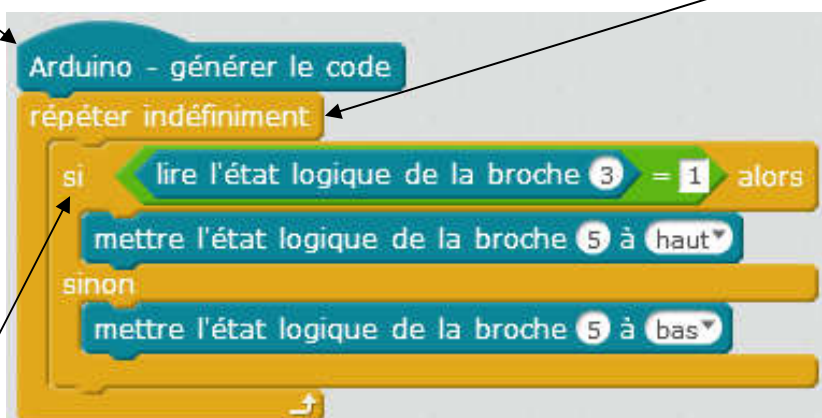 Arduino - générer le code
répéter indéfiniment
si lire l'état logique de la broche 3 = 1 alors
mettre l'état logique de la broche 5 à haut
sinon
mettre l'état logique de la broche 5 à bas